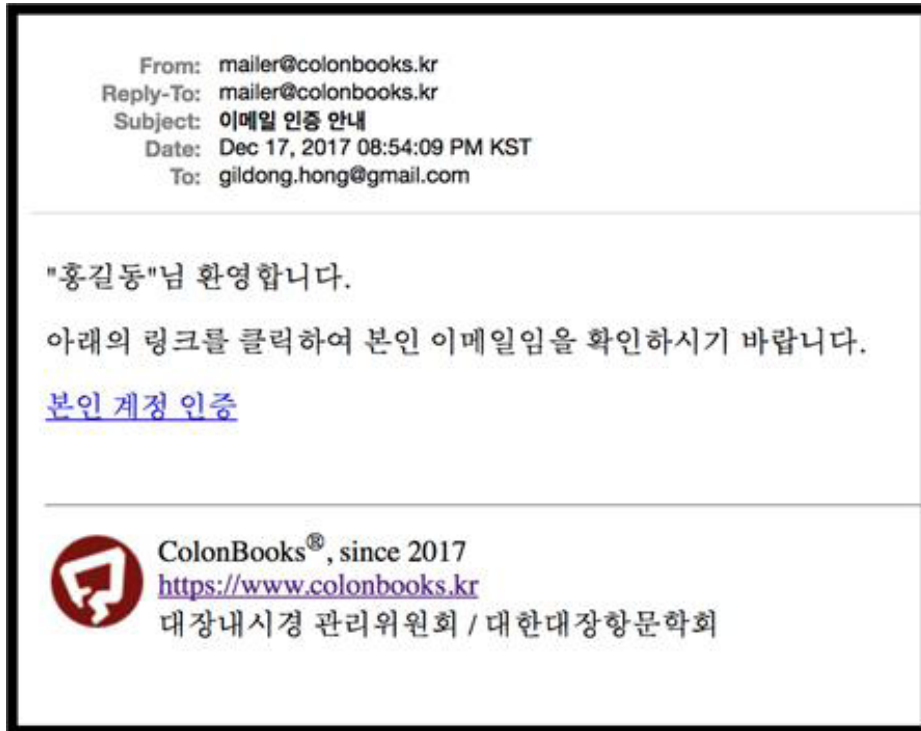 From: mailer@colonbooks.kr
Reply-To: mailer@colonbooks.kr
Subject: 이메일 인증 안내
Date: Dec 17, 2017 08:54:09 PM KST
To: gildong.hong@gmail.com
"홍길동"님 환영합니다.
아래의 링크를 클릭하여 본인 이메일임을 확인하시기 바랍니다.
본인 계정 인증
ColonBooks®, since 2017
https://www.colonbooks.kr
대장내시경 관리위원회 / 대한대장항문학회